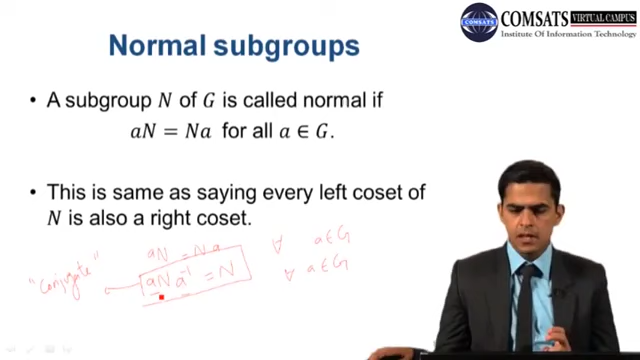 COMSATS VIRTUAL CAMPUS
Institute Of Information Technology
Normal subgroups
• A subgroup N of G is called normal if
aN = Na for all a ∈ G.
• This is same as saying every left coset of
N is also a right coset.
aN = Na ∀ a∈G
"Conjugate" aNa⁻¹ = N ∀ a∈G